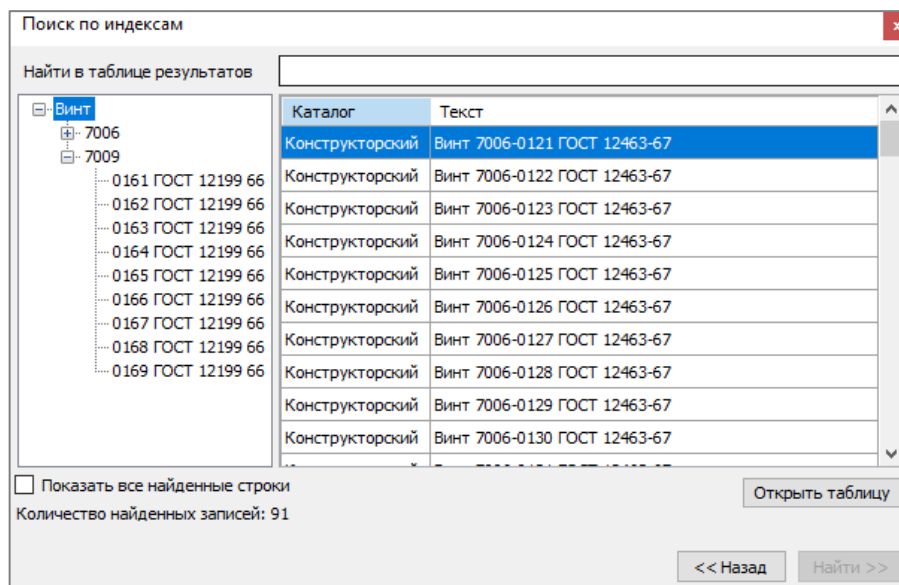 Поиск по индексам
Найти в таблице результатов
Винт
7006
7009
0161 ГОСТ 12199 66
0162 ГОСТ 12199 66
0163 ГОСТ 12199 66
0164 ГОСТ 12199 66
0165 ГОСТ 12199 66
0166 ГОСТ 12199 66
0167 ГОСТ 12199 66
0168 ГОСТ 12199 66
0169 ГОСТ 12199 66
Каталог Текст
Конструкторский Винт 7006-0121 ГОСТ 12463-67
Конструкторский Винт 7006-0122 ГОСТ 12463-67
Конструкторский Винт 7006-0123 ГОСТ 12463-67
Конструкторский Винт 7006-0124 ГОСТ 12463-67
Конструкторский Винт 7006-0125 ГОСТ 12463-67
Конструкторский Винт 7006-0126 ГОСТ 12463-67
Конструкторский Винт 7006-0127 ГОСТ 12463-67
Конструкторский Винт 7006-0128 ГОСТ 12463-67
Конструкторский Винт 7006-0129 ГОСТ 12463-67
Конструкторский Винт 7006-0130 ГОСТ 12463-67
Показать все найденные строки
Открыть таблицу
Количество найденных записей: 91
<< Назад
Найти >>